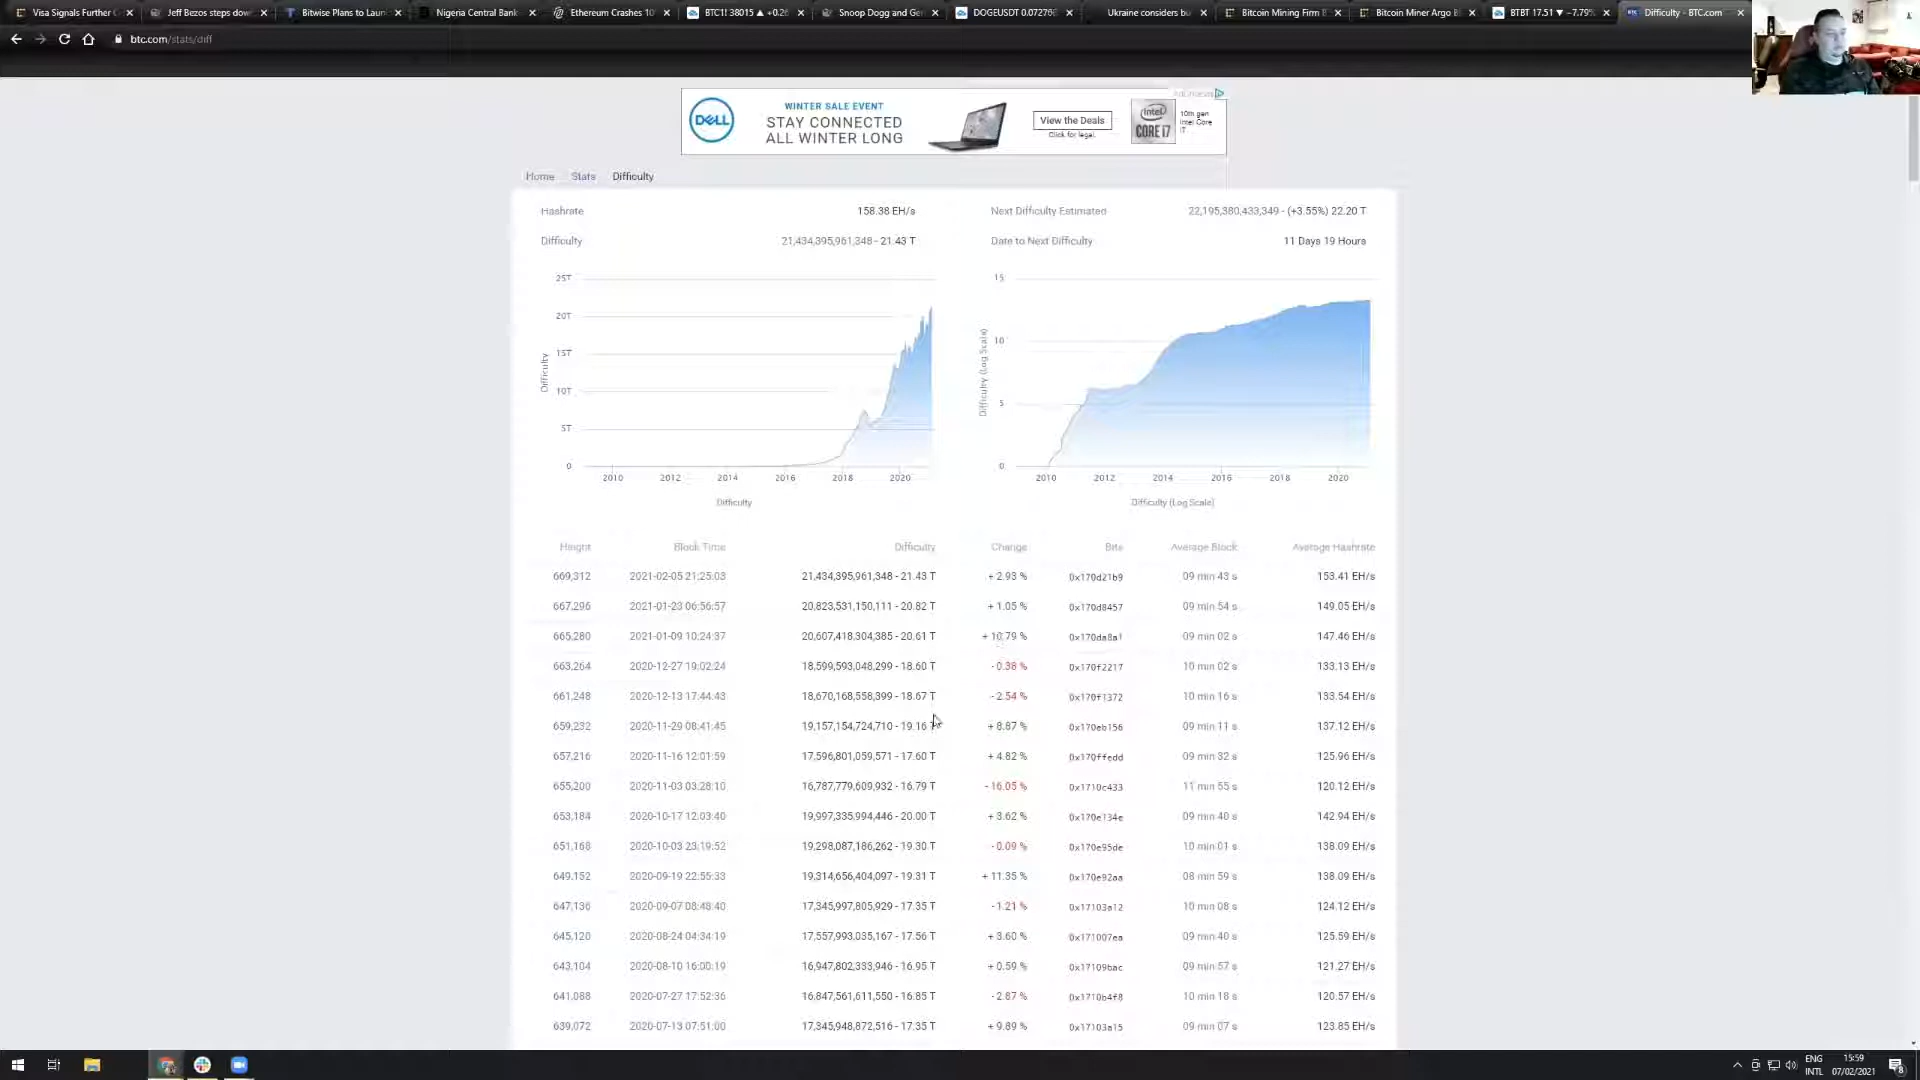 Visa Signals Further C
Jeff Bezos steps dow
Bitwise Plans to Laun
Nigeria Central Bank
Ethereum Crashes 10
BTC1! 38015 ▲ +0.26
Snoop Dogg and Ge
DOGEUSDT 0.07276
Ukraine considers bu
Bitcoin Mining Firm B
Bitcoin Miner Argo B
BTBT 17.51 ▼ −7.79%
Difficulty - BTC.com
btc.com/stats/diff
DELL
WINTER SALE EVENT
STAY CONNECTED
ALL WINTER LONG
View the Deals
Click for legal.
intel
CORE i7
10th gen
Intel Core
i7
Home Stats Difficulty
Hashrate 158.38 EH/s
Next Difficulty Estimated 22,195,380,433,349 - (+3.55%) 22.20 T
Difficulty 21,434,395,961,348 - 21.43 T
Date to Next Difficulty 11 Days 19 Hours
25T
20T
15T
10T
5T
0
Difficulty
2010 2012 2014 2016 2018 2020
Difficulty
15
10
5
0
Difficulty (Log Scale)
2010 2012 2014 2016 2018 2020
Difficulty (Log Scale)
Height Block Time Difficulty Change Bits Average Block Average Hashrate
669,312 2021-02-05 21:25:03 21,434,395,961,348 - 21.43 T + 2.93 % 0x170d21b9 09 min 43 s 153.41 EH/s
667,296 2021-01-23 06:56:57 20,823,531,150,111 - 20.82 T + 1.05 % 0x170d8457 09 min 54 s 149.05 EH/s
665,280 2021-01-09 10:24:37 20,607,418,304,385 - 20.61 T + 10.79 % 0x170da8a1 09 min 02 s 147.46 EH/s
663,264 2020-12-27 19:02:24 18,599,593,048,299 - 18.60 T - 0.38 % 0x170f2217 10 min 02 s 133.13 EH/s
661,248 2020-12-13 17:44:43 18,670,168,558,399 - 18.67 T - 2.54 % 0x170f1372 10 min 16 s 133.54 EH/s
659,232 2020-11-29 08:41:45 19,157,154,724,710 - 19.16 T + 8.87 % 0x170eb156 09 min 11 s 137.12 EH/s
657,216 2020-11-16 12:01:59 17,596,801,059,571 - 17.60 T + 4.82 % 0x170ffedd 09 min 32 s 125.96 EH/s
655,200 2020-11-03 03:28:10 16,787,779,609,932 - 16.79 T - 16.05 % 0x1710c433 11 min 55 s 120.12 EH/s
653,184 2020-10-17 12:03:40 19,997,335,994,446 - 20.00 T + 3.62 % 0x170e134e 09 min 40 s 142.94 EH/s
651,168 2020-10-03 23:19:52 19,298,087,186,262 - 19.30 T - 0.09 % 0x170e95de 10 min 01 s 138.09 EH/s
649,152 2020-09-19 22:55:33 19,314,656,404,097 - 19.31 T + 11.35 % 0x170e92aa 08 min 59 s 138.09 EH/s
647,136 2020-09-07 08:48:40 17,345,997,805,929 - 17.35 T - 1.21 % 0x17103a12 10 min 08 s 124.12 EH/s
645,120 2020-08-24 04:34:19 17,557,993,035,167 - 17.56 T + 3.60 % 0x171007ea 09 min 40 s 125.59 EH/s
643,104 2020-08-10 16:00:19 16,947,802,333,946 - 16.95 T + 0.59 % 0x17109bac 09 min 57 s 121.27 EH/s
641,088 2020-07-27 17:52:36 16,847,561,611,550 - 16.85 T - 2.87 % 0x1710b4f8 10 min 18 s 120.57 EH/s
639,072 2020-07-13 07:51:00 17,345,948,872,516 - 17.35 T + 9.89 % 0x17103a15 09 min 07 s 123.85 EH/s
ENG
INTL
15:59
07/02/2021